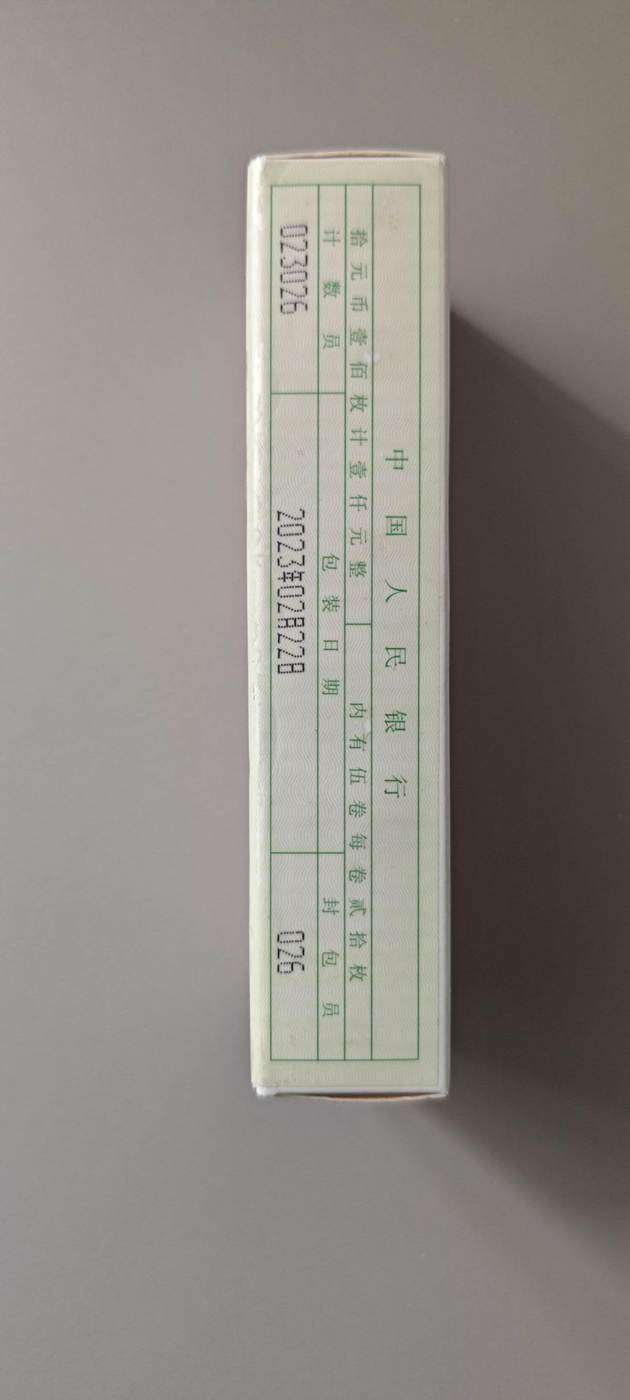 中国人民银行
拾元币壹佰枚计壹仟元整 内有伍卷每卷贰拾枚
计数员 包装日期 封包员
023026 2023年02月22日 026